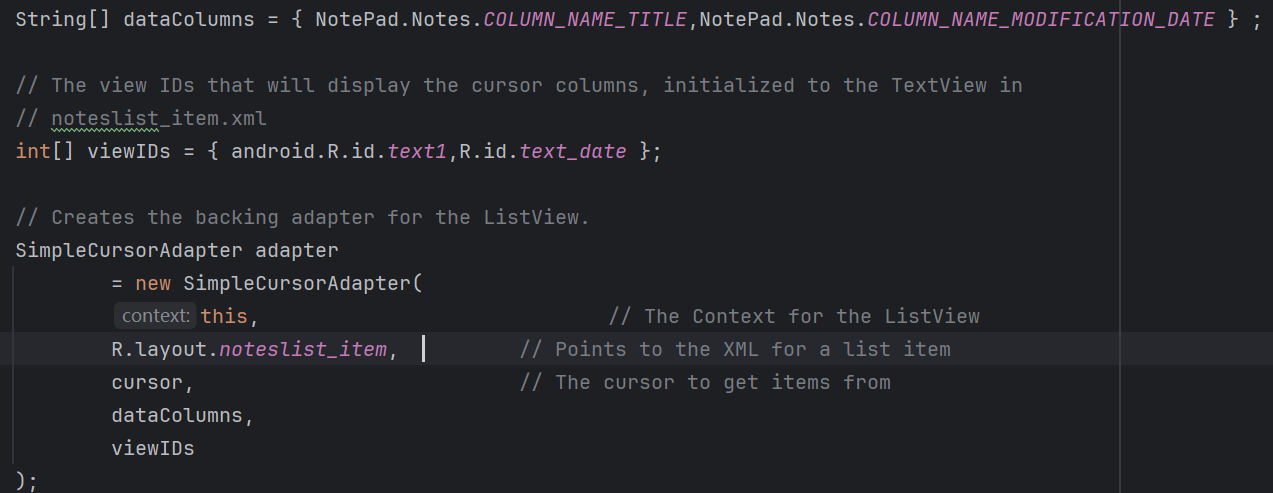 String[] dataColumns = { NotePad.Notes.COLUMN_NAME_TITLE,NotePad.Notes.COLUMN_NAME_MODIFICATION_DATE } ;
// The view IDs that will display the cursor columns, initialized to the TextView in
// noteslist_item.xml
int[] viewIDs = { android.R.id.text1,R.id.text_date };
// Creates the backing adapter for the ListView.
SimpleCursorAdapter adapter
= new SimpleCursorAdapter(
context: this, // The Context for the ListView
R.layout.noteslist_item, // Points to the XML for a list item
cursor, // The cursor to get items from
dataColumns,
viewIDs
);